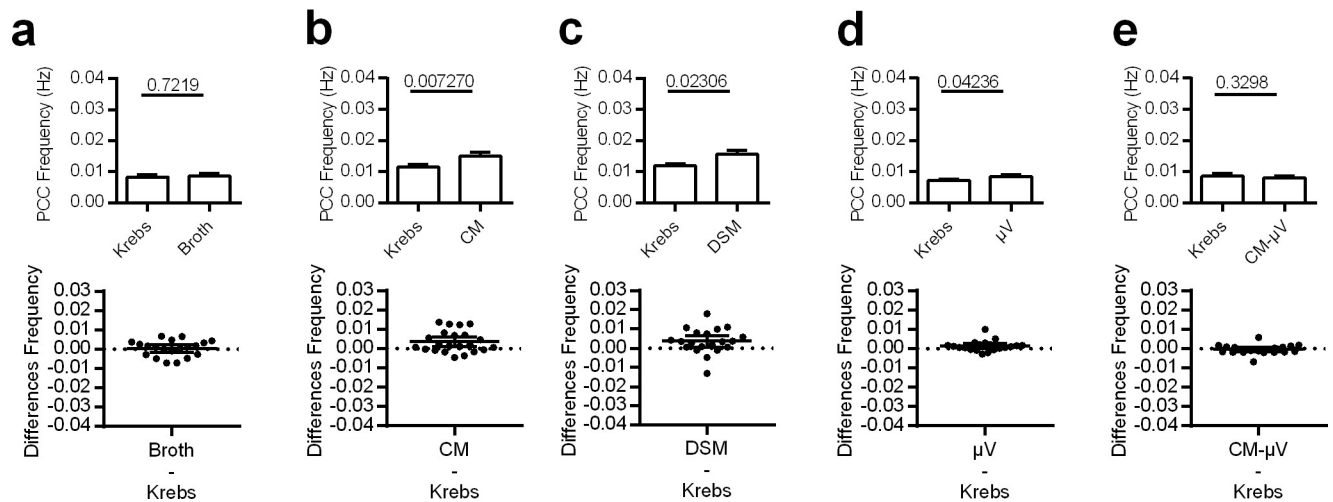 a
b
c
d
e
PCC Frequency (Hz)
0.04
0.03
0.02
0.01
0.00
0.7219
Krebs
Broth
PCC Frequency (Hz)
0.04
0.03
0.02
0.01
0.00
0.007270
Krebs
CM
PCC Frequency (Hz)
0.04
0.03
0.02
0.01
0.00
0.02306
Krebs
DSM
PCC Frequency (Hz)
0.04
0.03
0.02
0.01
0.00
0.04236
Krebs
µV
PCC Frequency (Hz)
0.04
0.03
0.02
0.01
0.00
0.3298
Krebs
CM-µV
Differences Frequency
0.03
0.02
0.01
0.00
-0.01
-0.02
-0.03
-0.04
Broth
-
Krebs
Differences Frequency
0.03
0.02
0.01
0.00
-0.01
-0.02
-0.03
-0.04
CM
-
Krebs
Differences Frequency
0.03
0.02
0.01
0.00
-0.01
-0.02
-0.03
-0.04
DSM
-
Krebs
Differences Frequency
0.03
0.02
0.01
0.00
-0.01
-0.02
-0.03
-0.04
µV
-
Krebs
Differences Frequency
0.03
0.02
0.01
0.00
-0.01
-0.02
-0.03
-0.04
CM-µV
-
Krebs